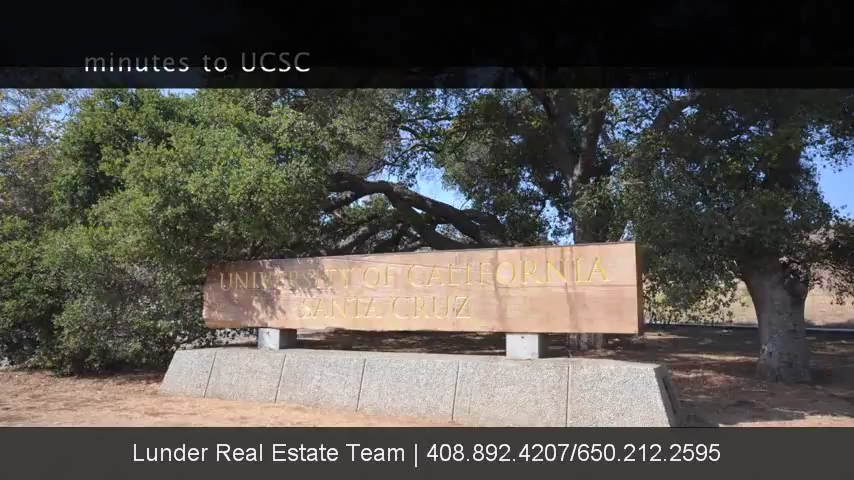 minutes to UCSC
UNIVERSITY OF CALIFORNIA
SANTA CRUZ
Lunder Real Estate Team | 408.892.4207/650.212.2595